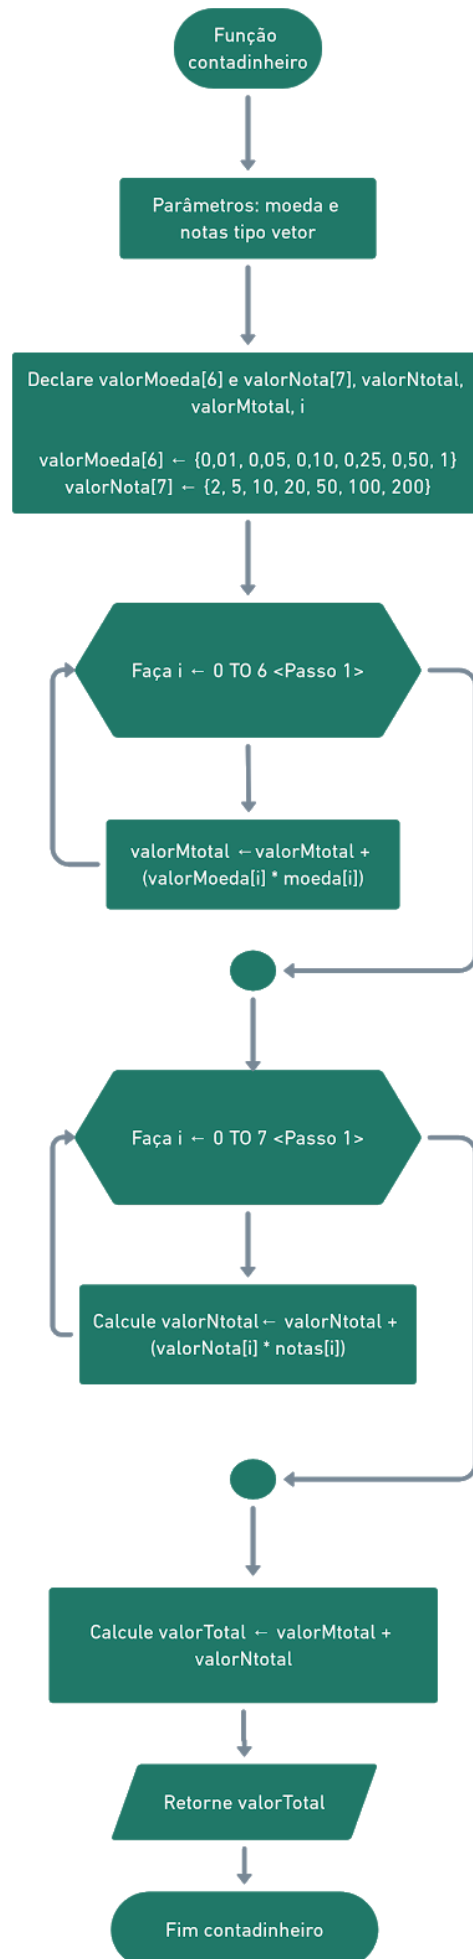 Função
contadinheiro
Parâmetros: moeda e
notas tipo vetor
Declare valorMoeda[6] e valorNota[7], valorNtotal,
valorMtotal, i
valorMoeda[6] ← {0,01, 0,05, 0,10, 0,25, 0,50, 1}
valorNota[7] ← {2, 5, 10, 20, 50, 100, 200}
Faça i ← 0 TO 6 <Passo 1>
valorMtotal ←valorMtotal +
(valorMoeda[i] * moeda[i])
Faça i ← 0 TO 7 <Passo 1>
Calcule valorNtotal← valorNtotal +
(valorNota[i] * notas[i])
Calcule valorTotal ← valorMtotal +
valorNtotal
Retorne valorTotal
Fim contadinheiro